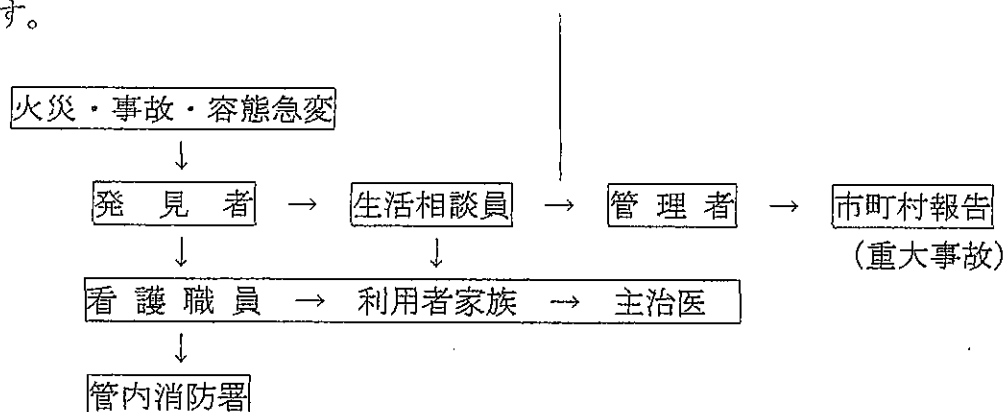 す。
火災・事故・容態急変
↓
発見者 → 生活相談員 → 管理者 → 市町村報告
↓ ↓ (重大事故)
看護職員 → 利用者家族 → 主治医
↓
管内消防署